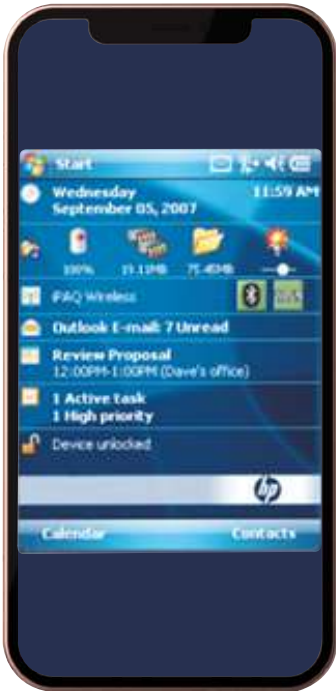 Start
Wednesday 11:59 AM
September 05, 2007
100% 19.11MB 75.45MB
iPAQ Wireless
Outlook E-mail: 7 Unread
Review Proposal
12:00PM-1:00PM (Dave's office)
1 Active task
1 High priority
Device unlocked
hp
Calendar Contacts